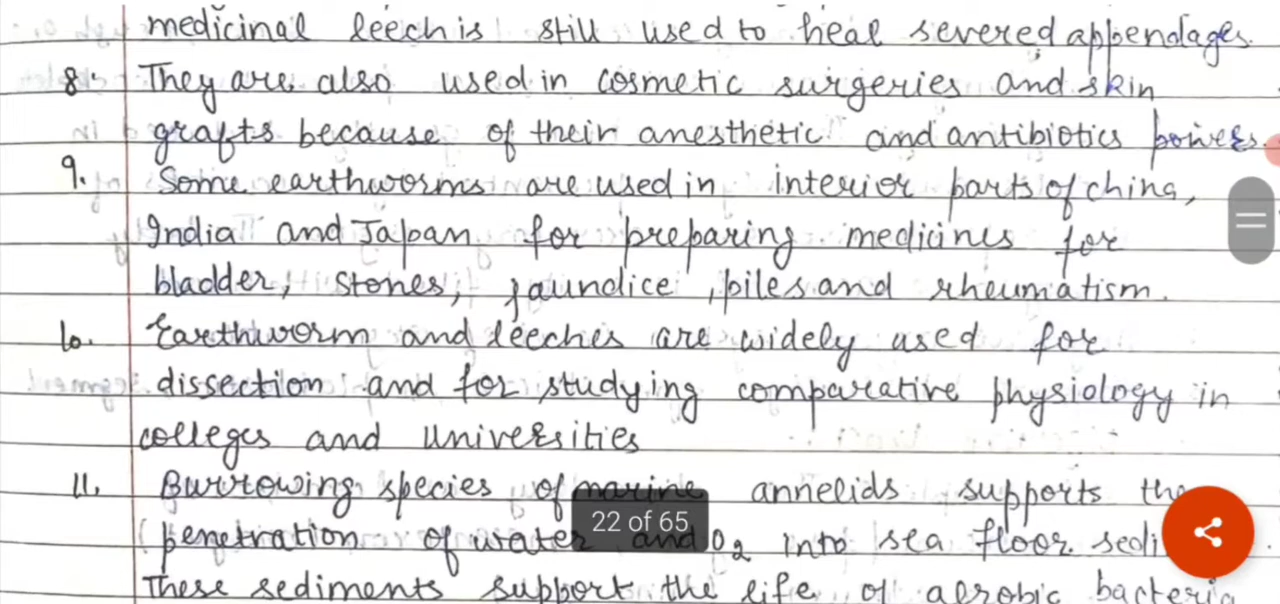 medicinal leech is still used to heal severed appendages.
8. They are also used in cosmetic surgeries and skin
grafts because of their anesthetic and antibiotics powers.
9. Some earthworms are used in interior parts of china,
India and Japan for preparing medicines for
bladder, stones, jaundice, piles and rheumatism.
10. Earthworm and leeches are widely used for
dissection and for studying comparative physiology in
colleges and universities
11. Burrowing species of marine annelids supports the
22 of 65
penetration of water and O2 into sea floor sedi
These sediments support the life of aerobic bacteria